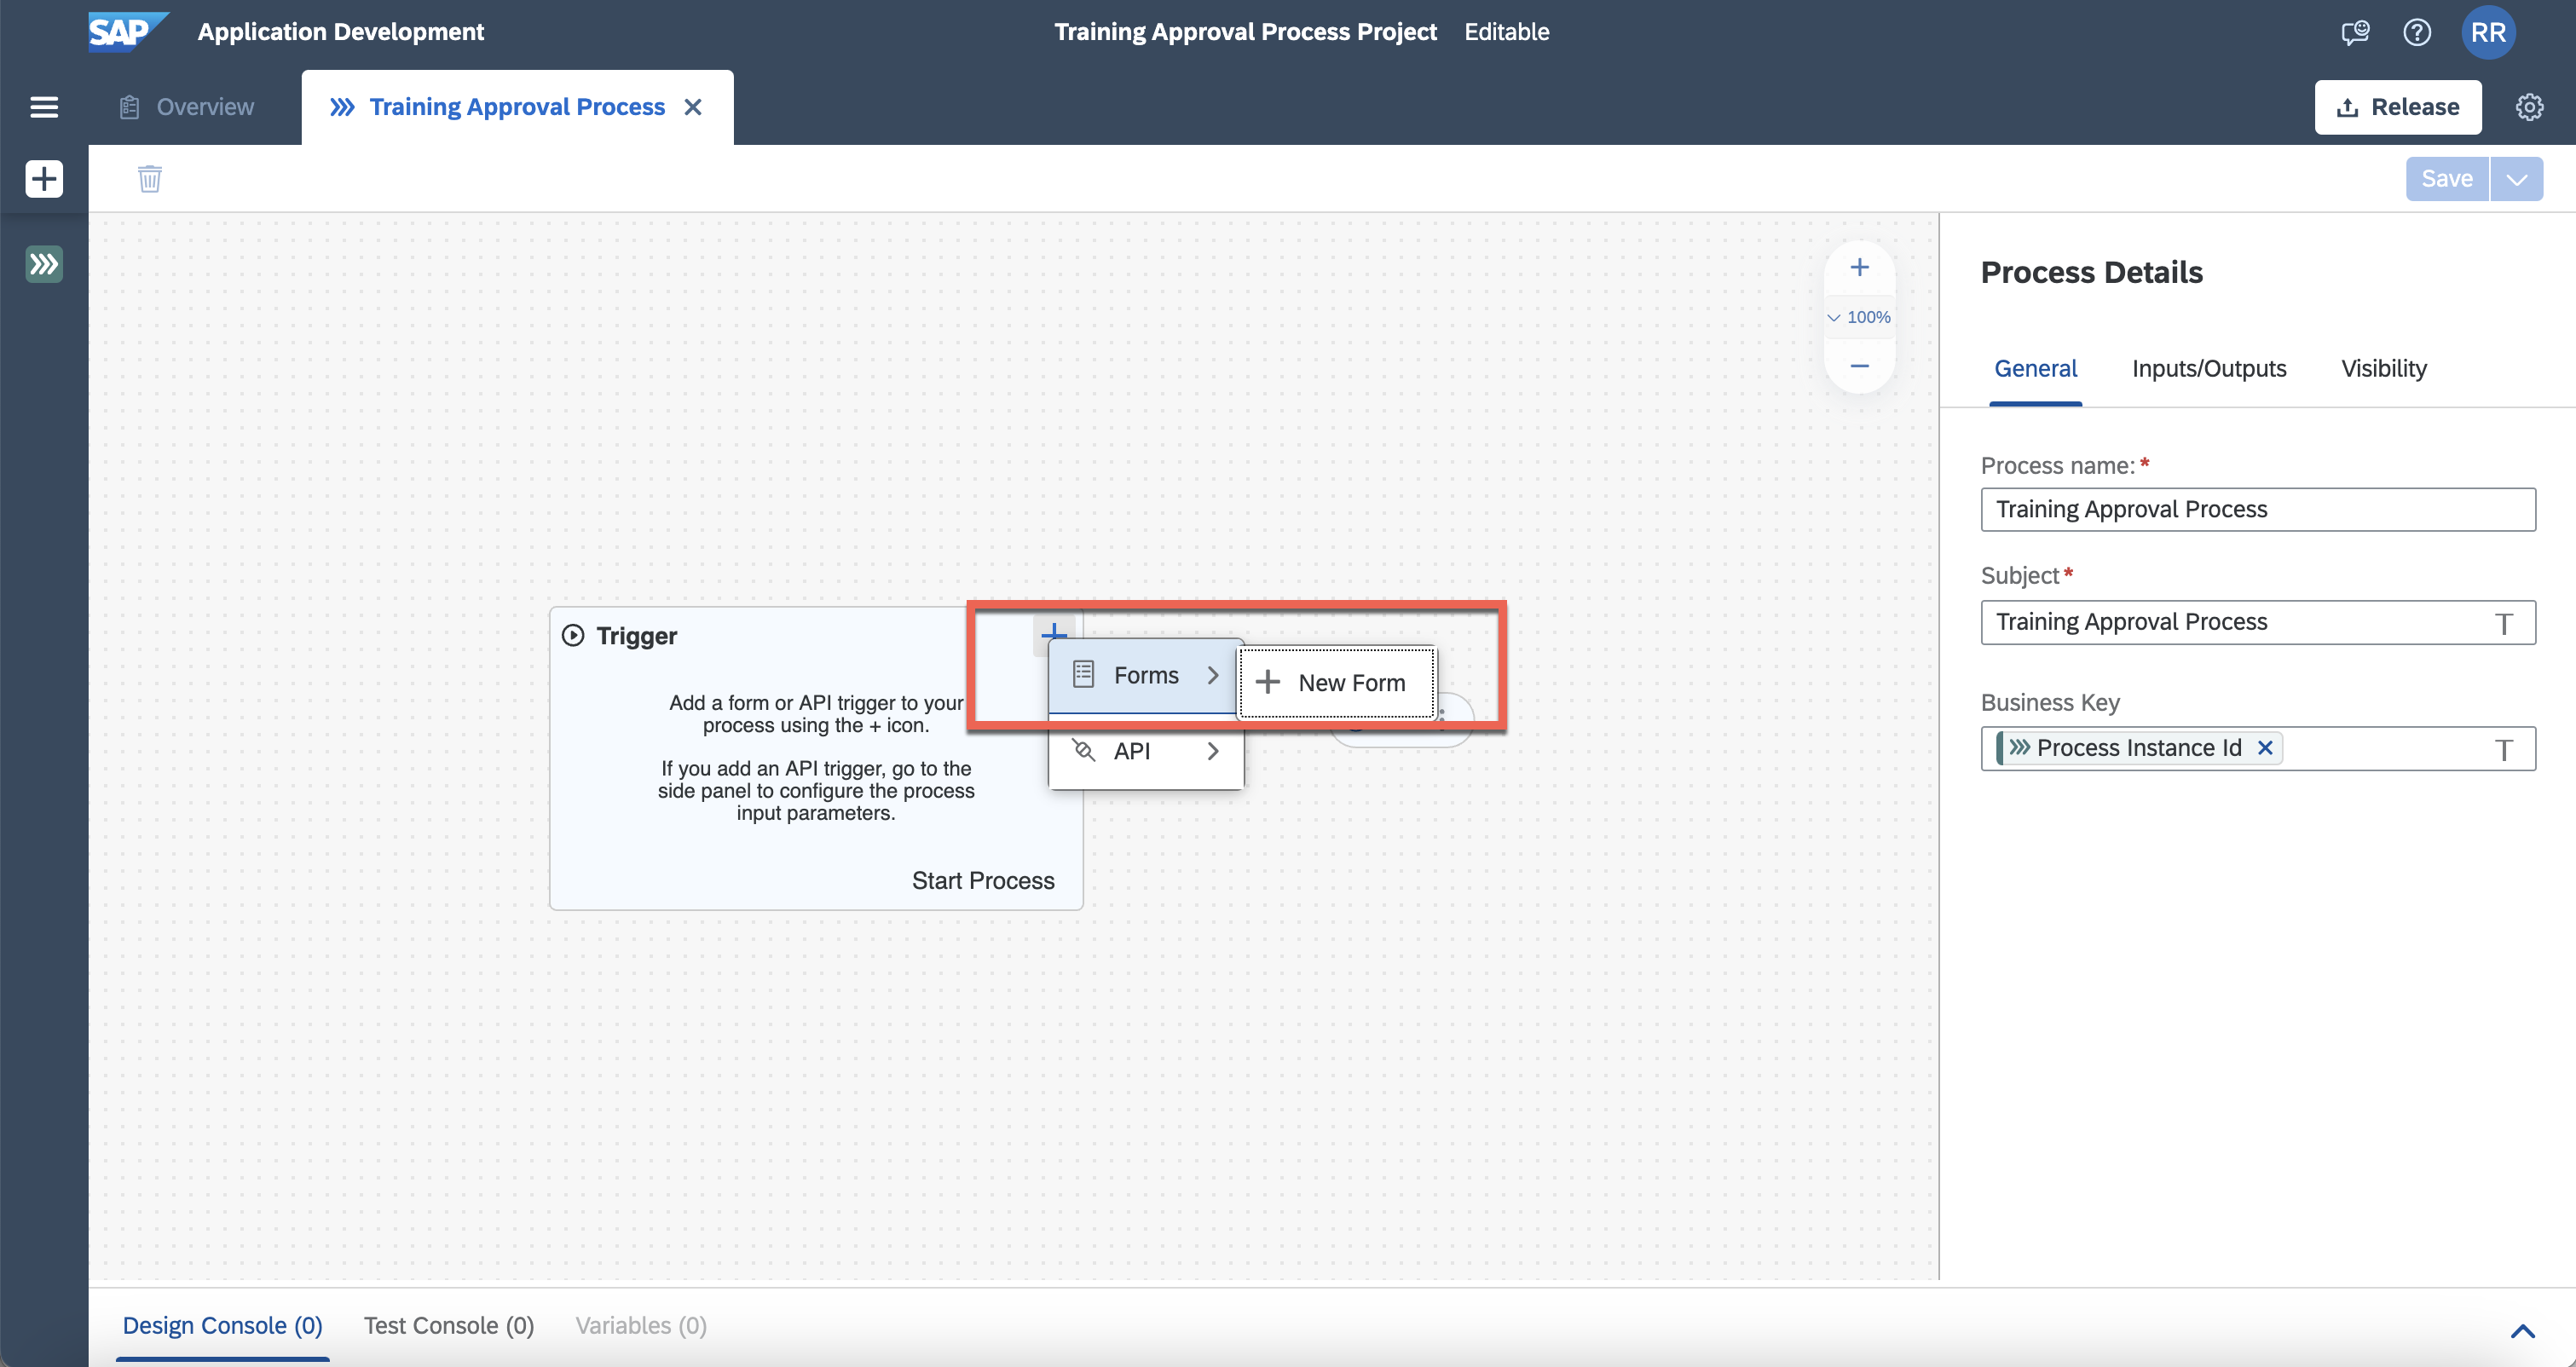 SAP Application Development
Training Approval Process Project Editable
RR
Overview
Training Approval Process
Release
Save
100%
Process Details
General Inputs/Outputs Visibility
Process name:*
Training Approval Process
Subject*
Training Approval Process
T
Business Key
Process Instance Id
T
Trigger
Add a form or API trigger to your
process using the + icon.
If you add an API trigger, go to the
side panel to configure the process
input parameters.
Start Process
Forms
New Form
API
Design Console (0) Test Console (0) Variables (0)